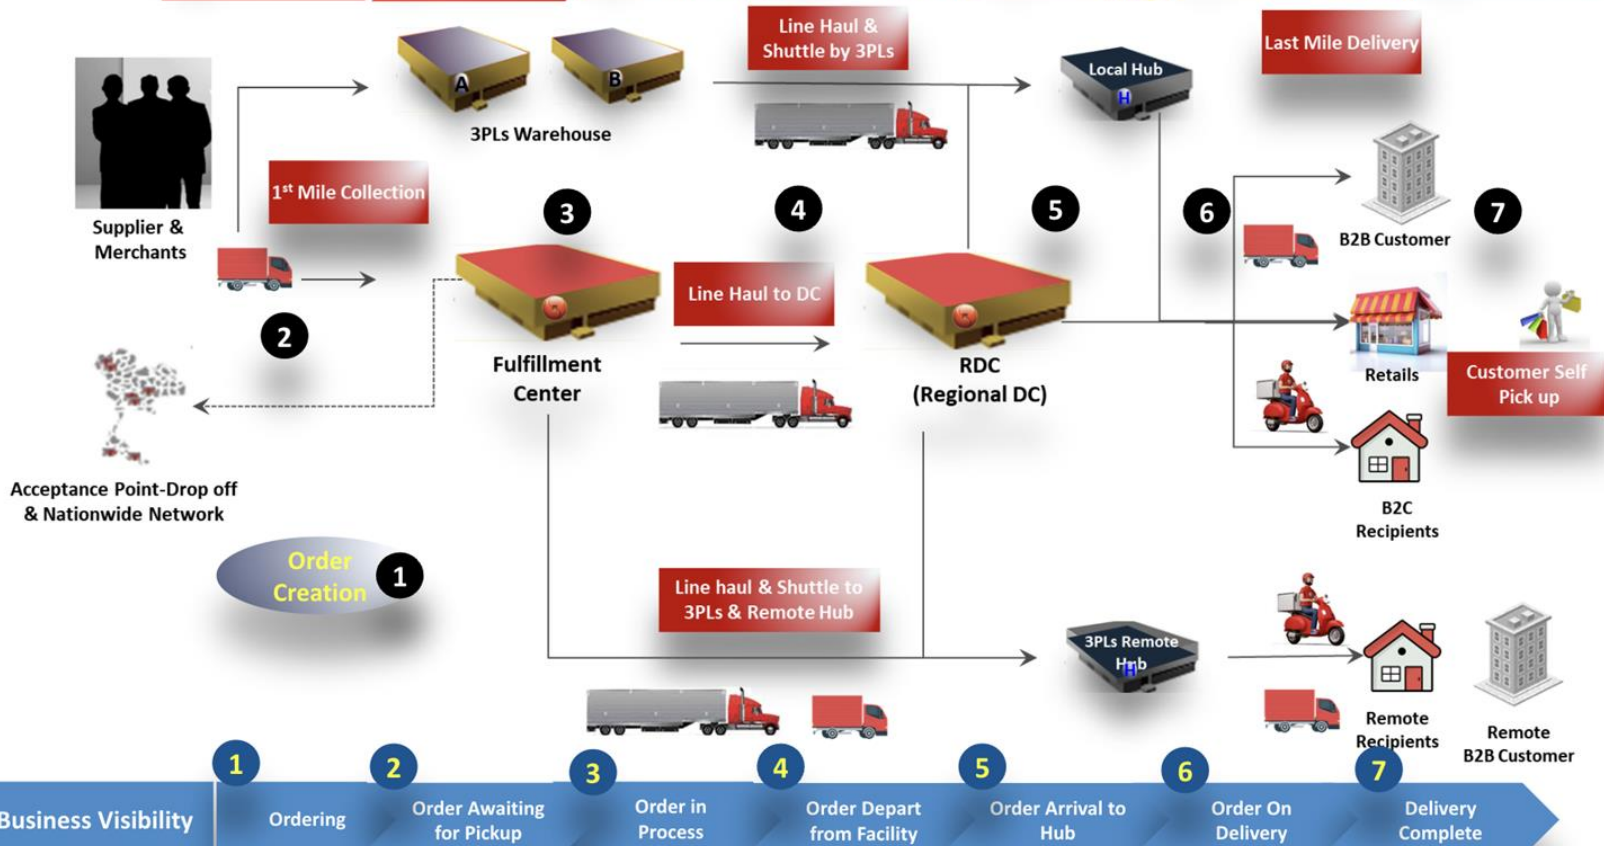 Line Haul &
Shuttle by 3PLs
Last Mile Delivery
A
B
3PLs Warehouse
Local Hub
H
Supplier &
Merchants
1st Mile Collection
2
3
4
5
6
7
Fulfillment
Center
Line Haul to DC
RDC
(Regional DC)
B2B Customer
Retails
Customer Self
Pick up
B2C
Recipients
Acceptance Point-Drop off
& Nationwide Network
Order
Creation
1
Line haul & Shuttle to
3PLs & Remote Hub
3PLs Remote
Hub
H
Remote
Recipients
Remote
B2B Customer
Business Visibility
1
Ordering
2
Order Awaiting
for Pickup
3
Order in
Process
4
Order Depart
from Facility
5
Order Arrival to
Hub
6
Order On
Delivery
7
Delivery
Complete